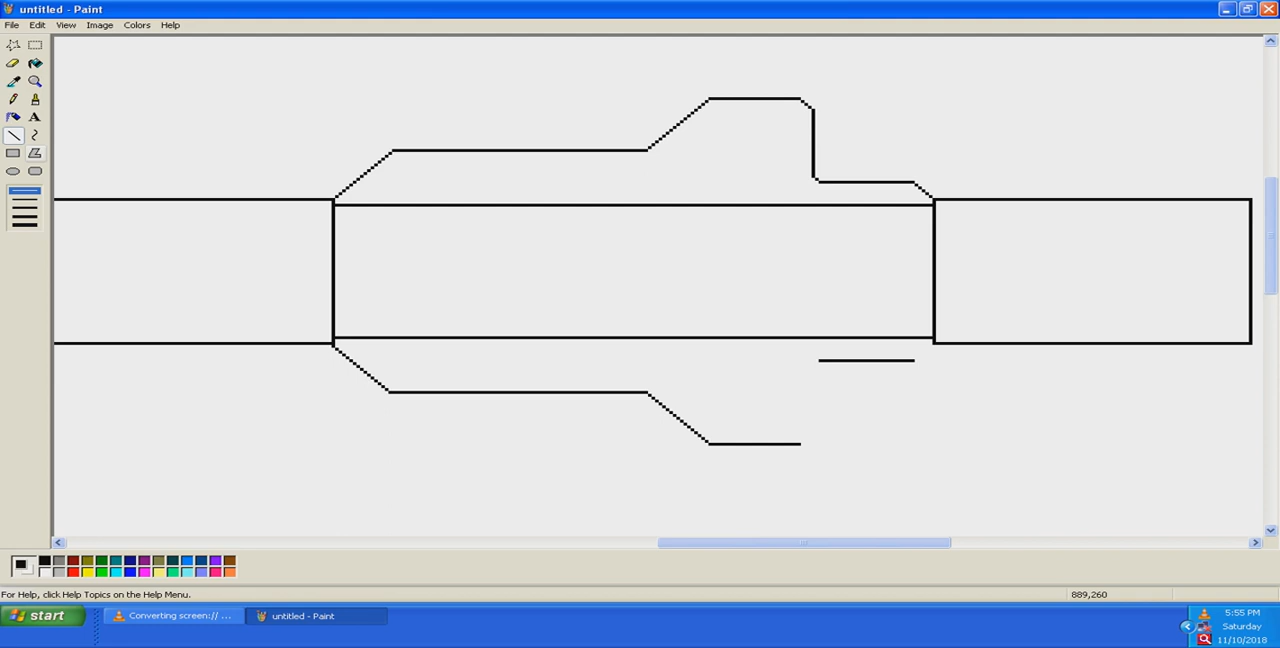 untitled - Paint
File Edit View Image Colors Help
A
For Help, click Help Topics on the Help Menu.
889,260
start
Converting screen:// ...
untitled - Paint
5:55 PM
Saturday
11/10/2018